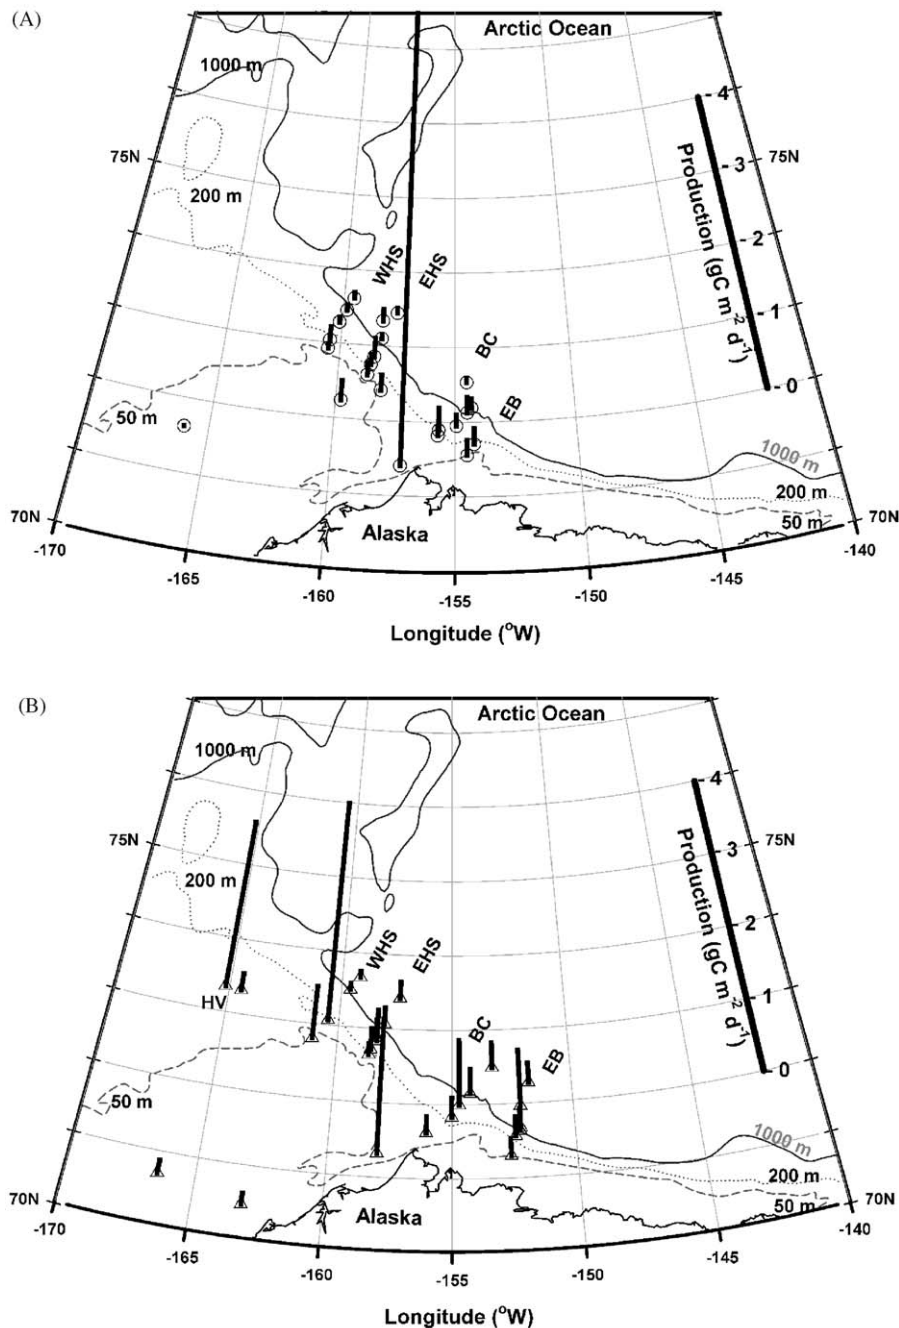 (A)
Arctic Ocean
1000 m
4
75N
75N
3
200 m
Production (gC m-2 d-1)
2
WHS
EHS
1
BC
0
EB
50 m
1000 m
200 m
70N
50 m
70N
Alaska
-170
-140
-165
-145
-160
-155
-150
Longitude (oW)
(B)
Arctic Ocean
1000 m
4
75N
75N
3
200 m
Production (gC m-2 d-1)
2
WHS
EHS
HV
1
BC
EB
0
50 m
1000 m
200 m
70N
50 m
70N
Alaska
-170
-140
-165
-145
-160
-155
-150
Longitude (oW)